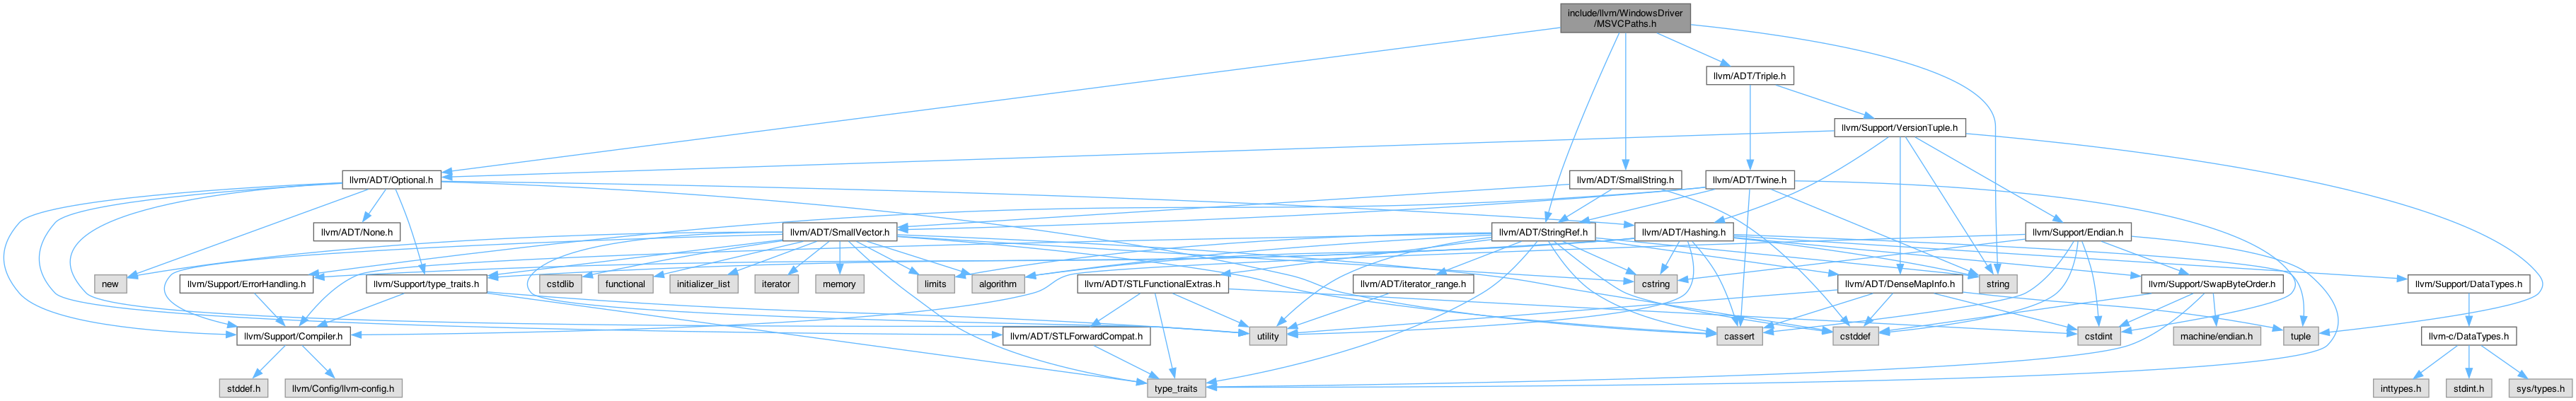 include/llvm/WindowsDriver
/MSVCPaths.h
llvm/ADT/Triple.h
llvm/Support/VersionTuple.h
llvm/ADT/Optional.h
llvm/ADT/SmallString.h
llvm/ADT/Twine.h
llvm/ADT/None.h
llvm/ADT/SmallVector.h
llvm/ADT/StringRef.h
llvm/ADT/Hashing.h
llvm/Support/Endian.h
new
llvm/Support/ErrorHandling.h
llvm/Support/type_traits.h
cstdlib
functional
initializer_list
iterator
memory
limits
algorithm
llvm/ADT/STLFunctionalExtras.h
llvm/ADT/iterator_range.h
cstring
llvm/ADT/DenseMapInfo.h
string
llvm/Support/SwapByteOrder.h
llvm/Support/DataTypes.h
llvm/Support/Compiler.h
llvm/ADT/STLForwardCompat.h
utility
cassert
cstddef
cstdint
machine/endian.h
tuple
llvm-c/DataTypes.h
stddef.h
llvm/Config/llvm-config.h
type_traits
inttypes.h
stdint.h
sys/types.h